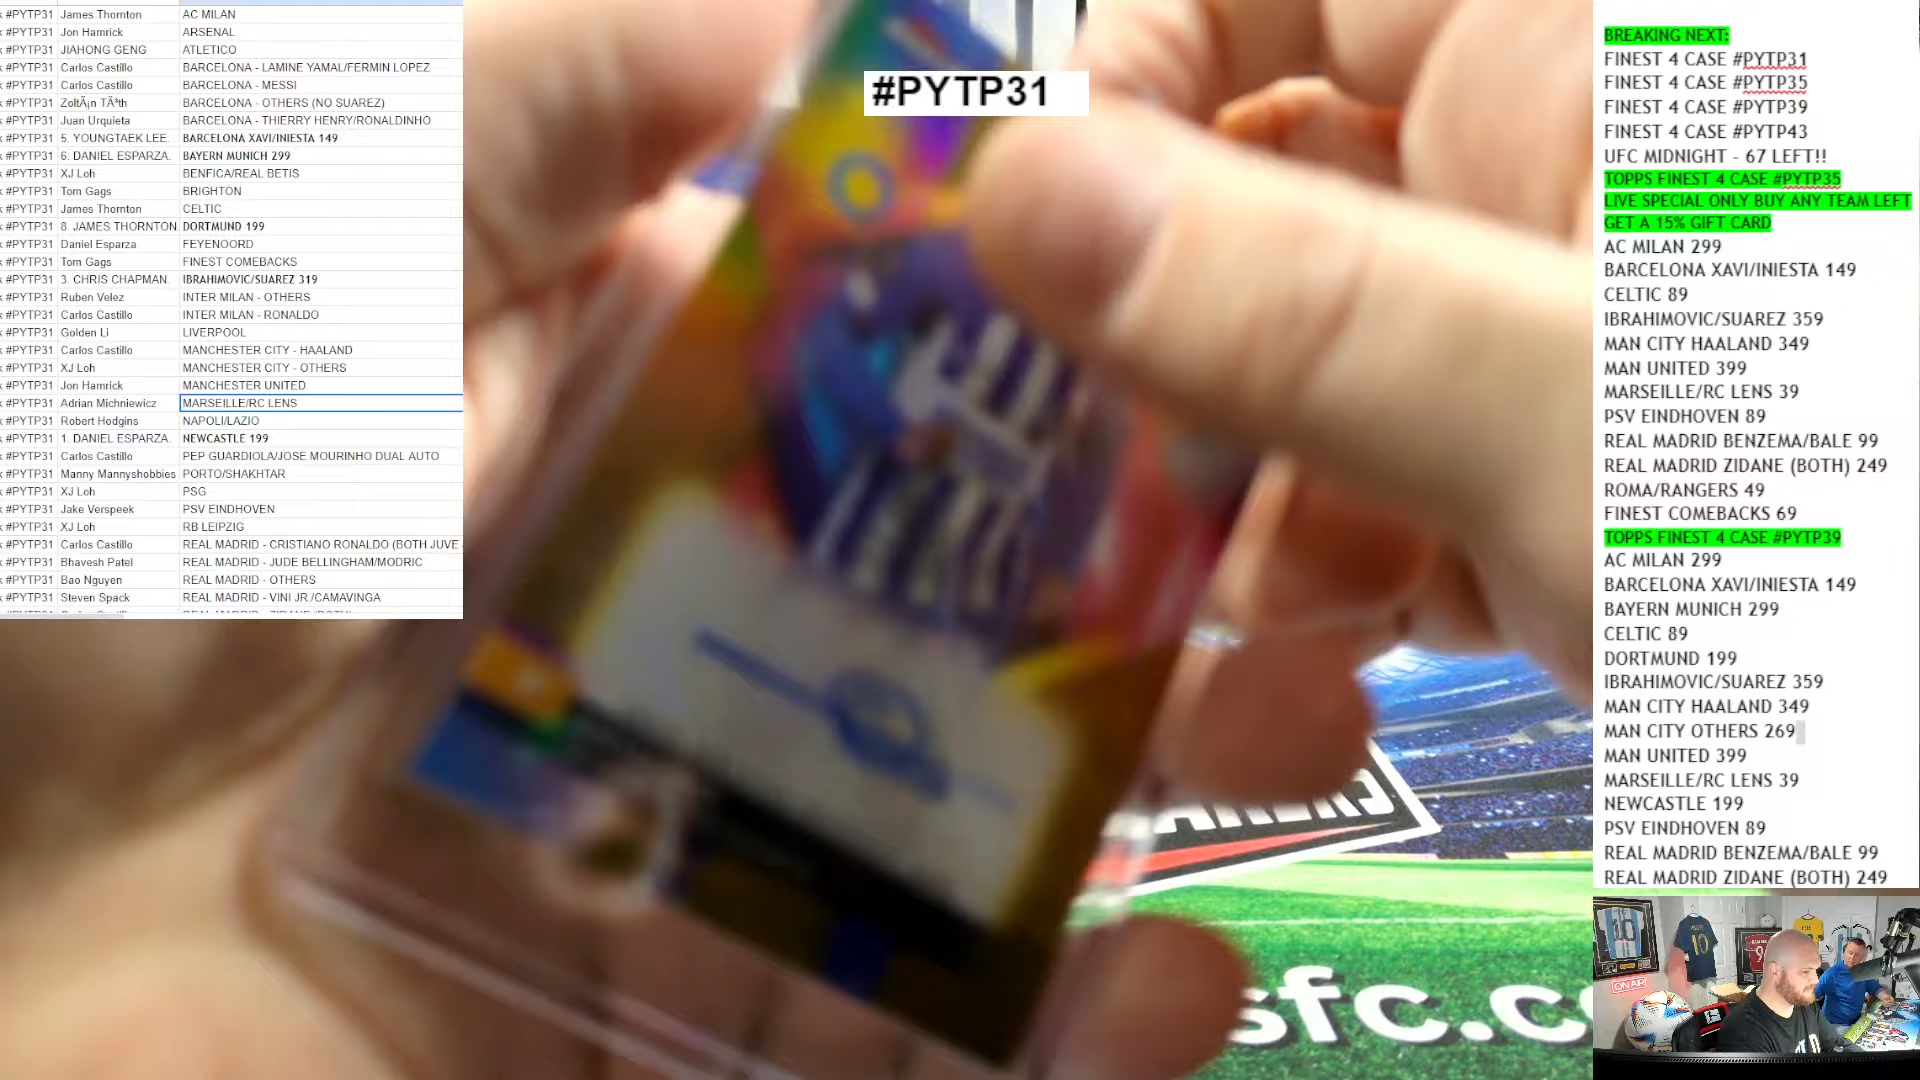 #PYTP31 James Thornton AC MILAN
#PYTP31 Jon Hamrick ARSENAL
#PYTP31 JIAHONG GENG ATLETICO
#PYTP31 Carlos Castillo BARCELONA - LAMINE YAMAL/FERMIN LOPEZ
#PYTP31 Carlos Castillo BARCELONA - MESSI
#PYTP31 ZoltÃ¡n TÃ³th BARCELONA - OTHERS (NO SUAREZ)
#PYTP31 Juan Urquieta BARCELONA - THIERRY HENRY/RONALDINHO
#PYTP31 5. YOUNGTAEK LEE. BARCELONA XAVI/INIESTA 149
#PYTP31 6. DANIEL ESPARZA. BAYERN MUNICH 299
#PYTP31 XJ Loh BENFICA/REAL BETIS
#PYTP31 Tom Gags BRIGHTON
#PYTP31 James Thornton CELTIC
#PYTP31 8. JAMES THORNTON. DORTMUND 199
#PYTP31 Daniel Esparza FEYENOORD
#PYTP31 Tom Gags FINEST COMEBACKS
#PYTP31 3. CHRIS CHAPMAN. IBRAHIMOVIC/SUAREZ 319
#PYTP31 Ruben Velez INTER MILAN - OTHERS
#PYTP31 Carlos Castillo INTER MILAN - RONALDO
#PYTP31 Golden Li LIVERPOOL
#PYTP31 Carlos Castillo MANCHESTER CITY - HAALAND
#PYTP31 XJ Loh MANCHESTER CITY - OTHERS
#PYTP31 Jon Hamrick MANCHESTER UNITED
#PYTP31 Adrian Michniewicz MARSEILLE/RC LENS
#PYTP31 Robert Hodgins NAPOLI/LAZIO
#PYTP31 1. DANIEL ESPARZA. NEWCASTLE 199
#PYTP31 Carlos Castillo PEP GUARDIOLA/JOSE MOURINHO DUAL AUTO
#PYTP31 Manny Mannyshobbies PORTO/SHAKHTAR
#PYTP31 XJ Loh PSG
#PYTP31 Jake Verspeek PSV EINDHOVEN
#PYTP31 XJ Loh RB LEIPZIG
#PYTP31 Carlos Castillo REAL MADRID - CRISTIANO RONALDO (BOTH JUVE
#PYTP31 Bhavesh Patel REAL MADRID - JUDE BELLINGHAM/MODRIC
#PYTP31 Bao Nguyen REAL MADRID - OTHERS
#PYTP31 Steven Spack REAL MADRID - VINI JR./CAMAVINGA
#PYTP31
BREAKING NEXT:
FINEST 4 CASE #PYTP31
FINEST 4 CASE #PYTP35
FINEST 4 CASE #PYTP39
FINEST 4 CASE #PYTP43
UFC MIDNIGHT - 67 LEFT!!
TOPPS FINEST 4 CASE #PYTP35
LIVE SPECIAL ONLY BUY ANY TEAM LEFT
GET A 15% GIFT CARD
AC MILAN 299
BARCELONA XAVI/INIESTA 149
CELTIC 89
IBRAHIMOVIC/SUAREZ 359
MAN CITY HAALAND 349
MAN UNITED 399
MARSEILLE/RC LENS 39
PSV EINDHOVEN 89
REAL MADRID BENZEMA/BALE 99
REAL MADRID ZIDANE (BOTH) 249
ROMA/RANGERS 49
FINEST COMEBACKS 69
TOPPS FINEST 4 CASE #PYTP39
AC MILAN 299
BARCELONA XAVI/INIESTA 149
BAYERN MUNICH 299
CELTIC 89
DORTMUND 199
IBRAHIMOVIC/SUAREZ 359
MAN CITY HAALAND 349
MAN CITY OTHERS 269
MAN UNITED 399
MARSEILLE/RC LENS 39
NEWCASTLE 199
PSV EINDHOVEN 89
REAL MADRID BENZEMA/BALE 99
REAL MADRID ZIDANE (BOTH) 249
sfc.c
ON AIR